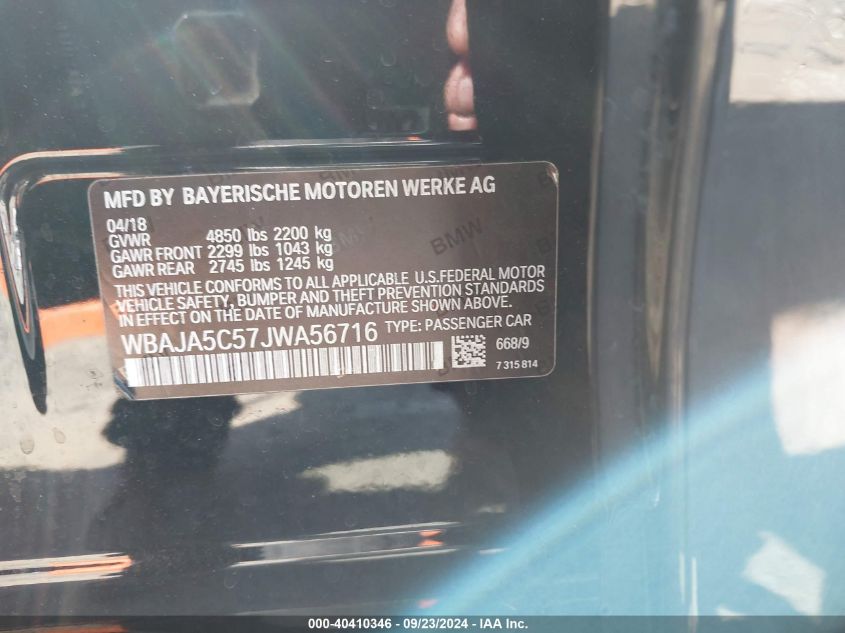 MFD BY BAYERISCHE MOTOREN WERKE AG
04/18
GVWR 4850 lbs 2200 kg
GAWR FRONT 2299 lbs 1043 kg
GAWR REAR 2745 lbs 1245 kg
THIS VEHICLE CONFORMS TO ALL APPLICABLE U.S.FEDERAL MOTOR
VEHICLE SAFETY, BUMPER AND THEFT PREVENTION STANDARDS
IN EFFECT ON THE DATE OF MANUFACTURE SHOWN ABOVE.
WBAJA5C57JWA56716 TYPE: PASSENGER CAR
668/9
7 315 814
BMW
000-40410346 - 09/23/2024 - IAA Inc.